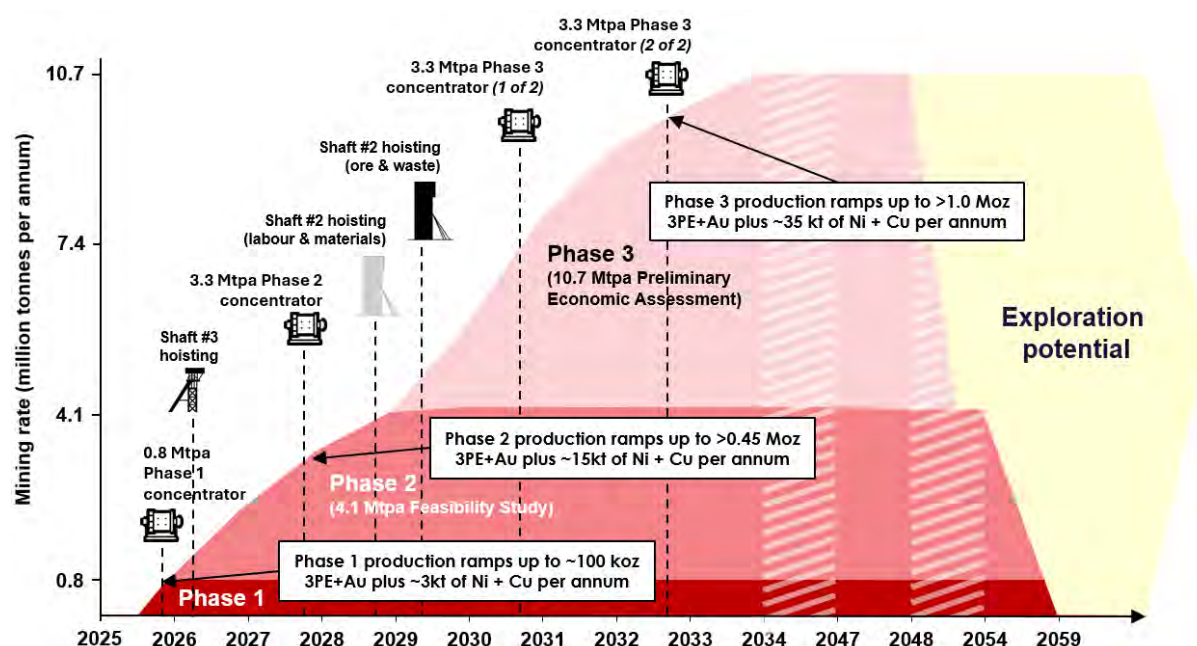 3.3 Mtpa Phase 3
concentrator (2 of 2)
3.3 Mtpa Phase 3
concentrator (1 of 2)
Shaft #2 hoisting
(ore & waste)
Shaft #2 hoisting
(labour & materials)
3.3 Mtpa Phase 2
concentrator
Shaft #3
hoisting
0.8 Mtpa
Phase 1
concentrator
Mining rate (million tonnes per annum)
10.7
7.4
4.1
0.8
Phase 3 production ramps up to >1.0 Moz
3PE+Au plus ~35 kt of Ni + Cu per annum
Phase 3
(10.7 Mtpa Preliminary
Economic Assessment)
Exploration
potential
Phase 2 production ramps up to >0.45 Moz
3PE+Au plus ~15kt of Ni + Cu per annum
Phase 2
(4.1 Mtpa Feasibility Study)
Phase 1 production ramps up to ~100 koz
3PE+Au plus ~3kt of Ni + Cu per annum
Phase 1
2025 2026 2027 2028 2029 2030 2031 2032 2033 2034 2047 2048 2054 2059